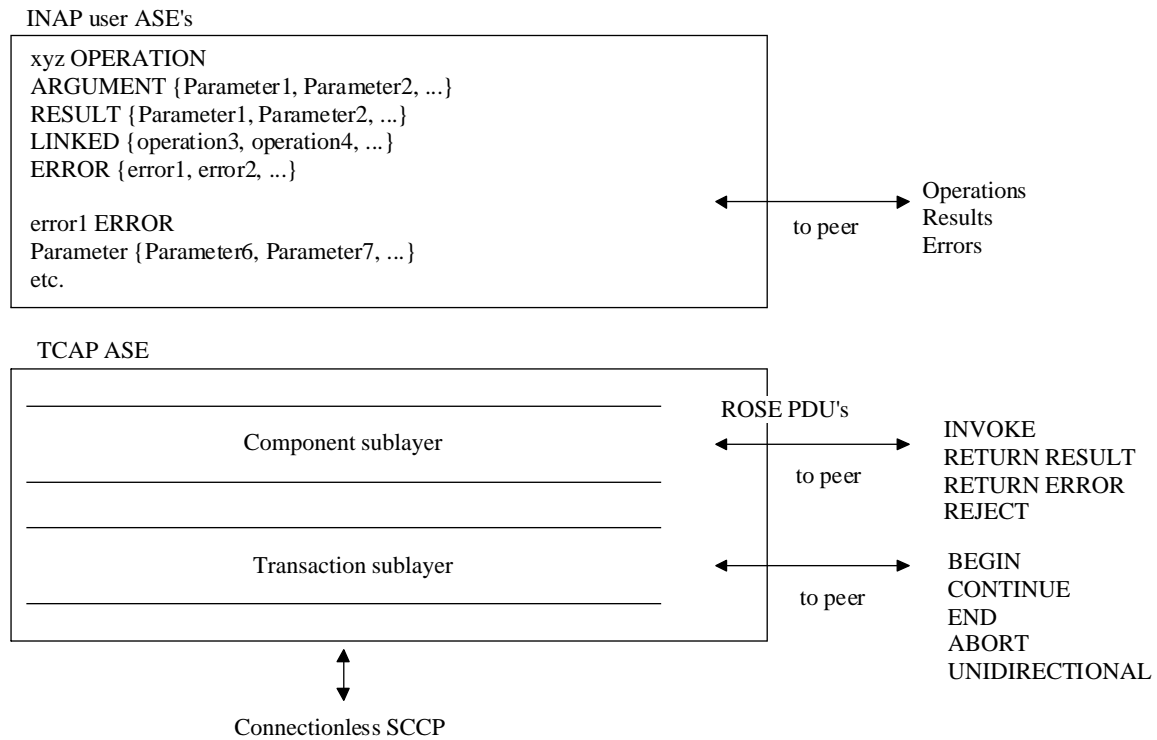 INAP user ASE's
xyz OPERATION
ARGUMENT {Parameter1, Parameter2, ...}
RESULT {Parameter1, Parameter2, ...}
LINKED {operation3, operation4, ...}
ERROR {error1, error2, ...}
error1 ERROR
Parameter {Parameter6, Parameter7, ...}
etc.
to peer
Operations
Results
Errors
TCAP ASE
Component sublayer
ROSE PDU's
to peer
INVOKE
RETURN RESULT
RETURN ERROR
REJECT
Transaction sublayer
to peer
BEGIN
CONTINUE
END
ABORT
UNIDIRECTIONAL
Connectionless SCCP